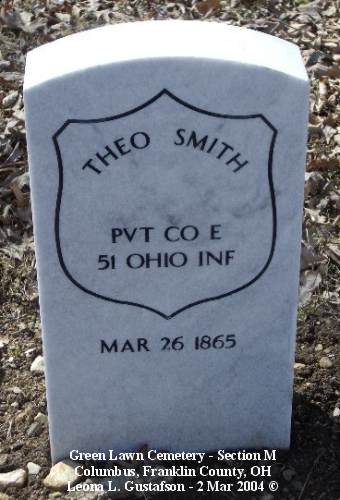 THEO SMITH
PVT CO E
51 OHIO INF
MAR 26 1865
Green Lawn Cemetery - Section M
Columbus, Franklin County, OH
Leona L. Gustafson - 2 Mar 2004 ©